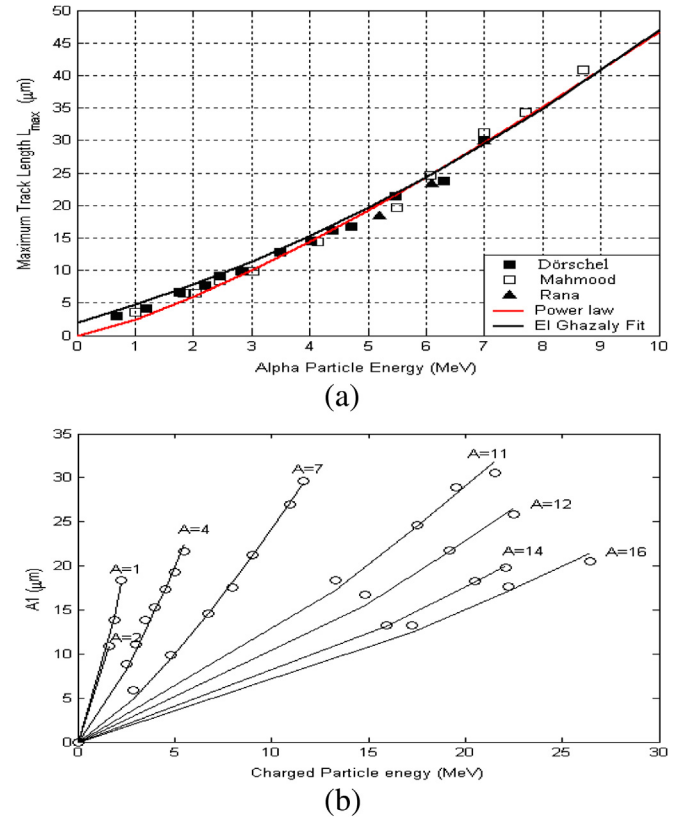 50
45
40
35
30
25
20
15
10
5
0
Maximum Track Length L_max (μm)
Dörschel
Mahmood
Rana
Power law
El Ghazaly Fit
0 1 2 3 4 5 6 7 8 9 10
Alpha Particle Energy (MeV)
(a)
35
30
25
20
15
10
5
0
A1 (μm)
A=1
A=2
A=4
A=7
A=11
A=12
A=14
A=16
0 5 10 15 20 25 30
Charged Particle enegy (MeV)
(b)